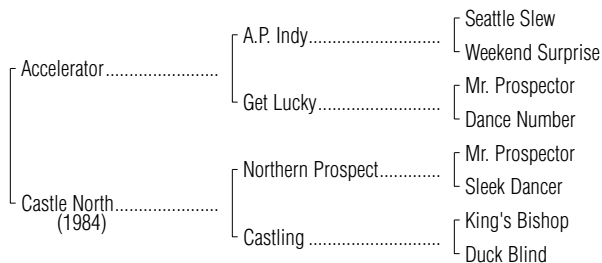 Seattle Slew
A.P. Indy..............................
Weekend Surprise
Accelerator..........................
Mr. Prospector
Get Lucky............................
Dance Number
Mr. Prospector
Northern Prospect..............
Sleek Dancer
Castle North........................
(1984)
King's Bishop
Castling ..............................
Duck Blind